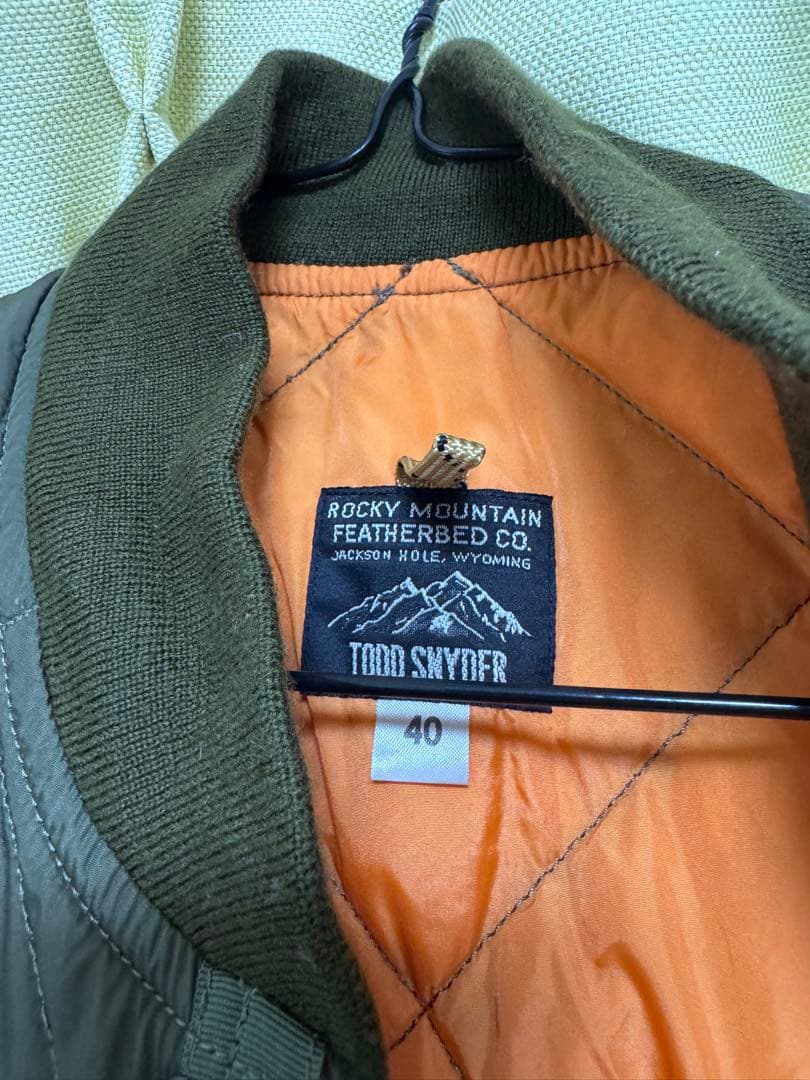 ROCKY MOUNTAIN
FEATHERBED CO.
JACKSON HOLE, WYOMING
TODD SNYDER
40